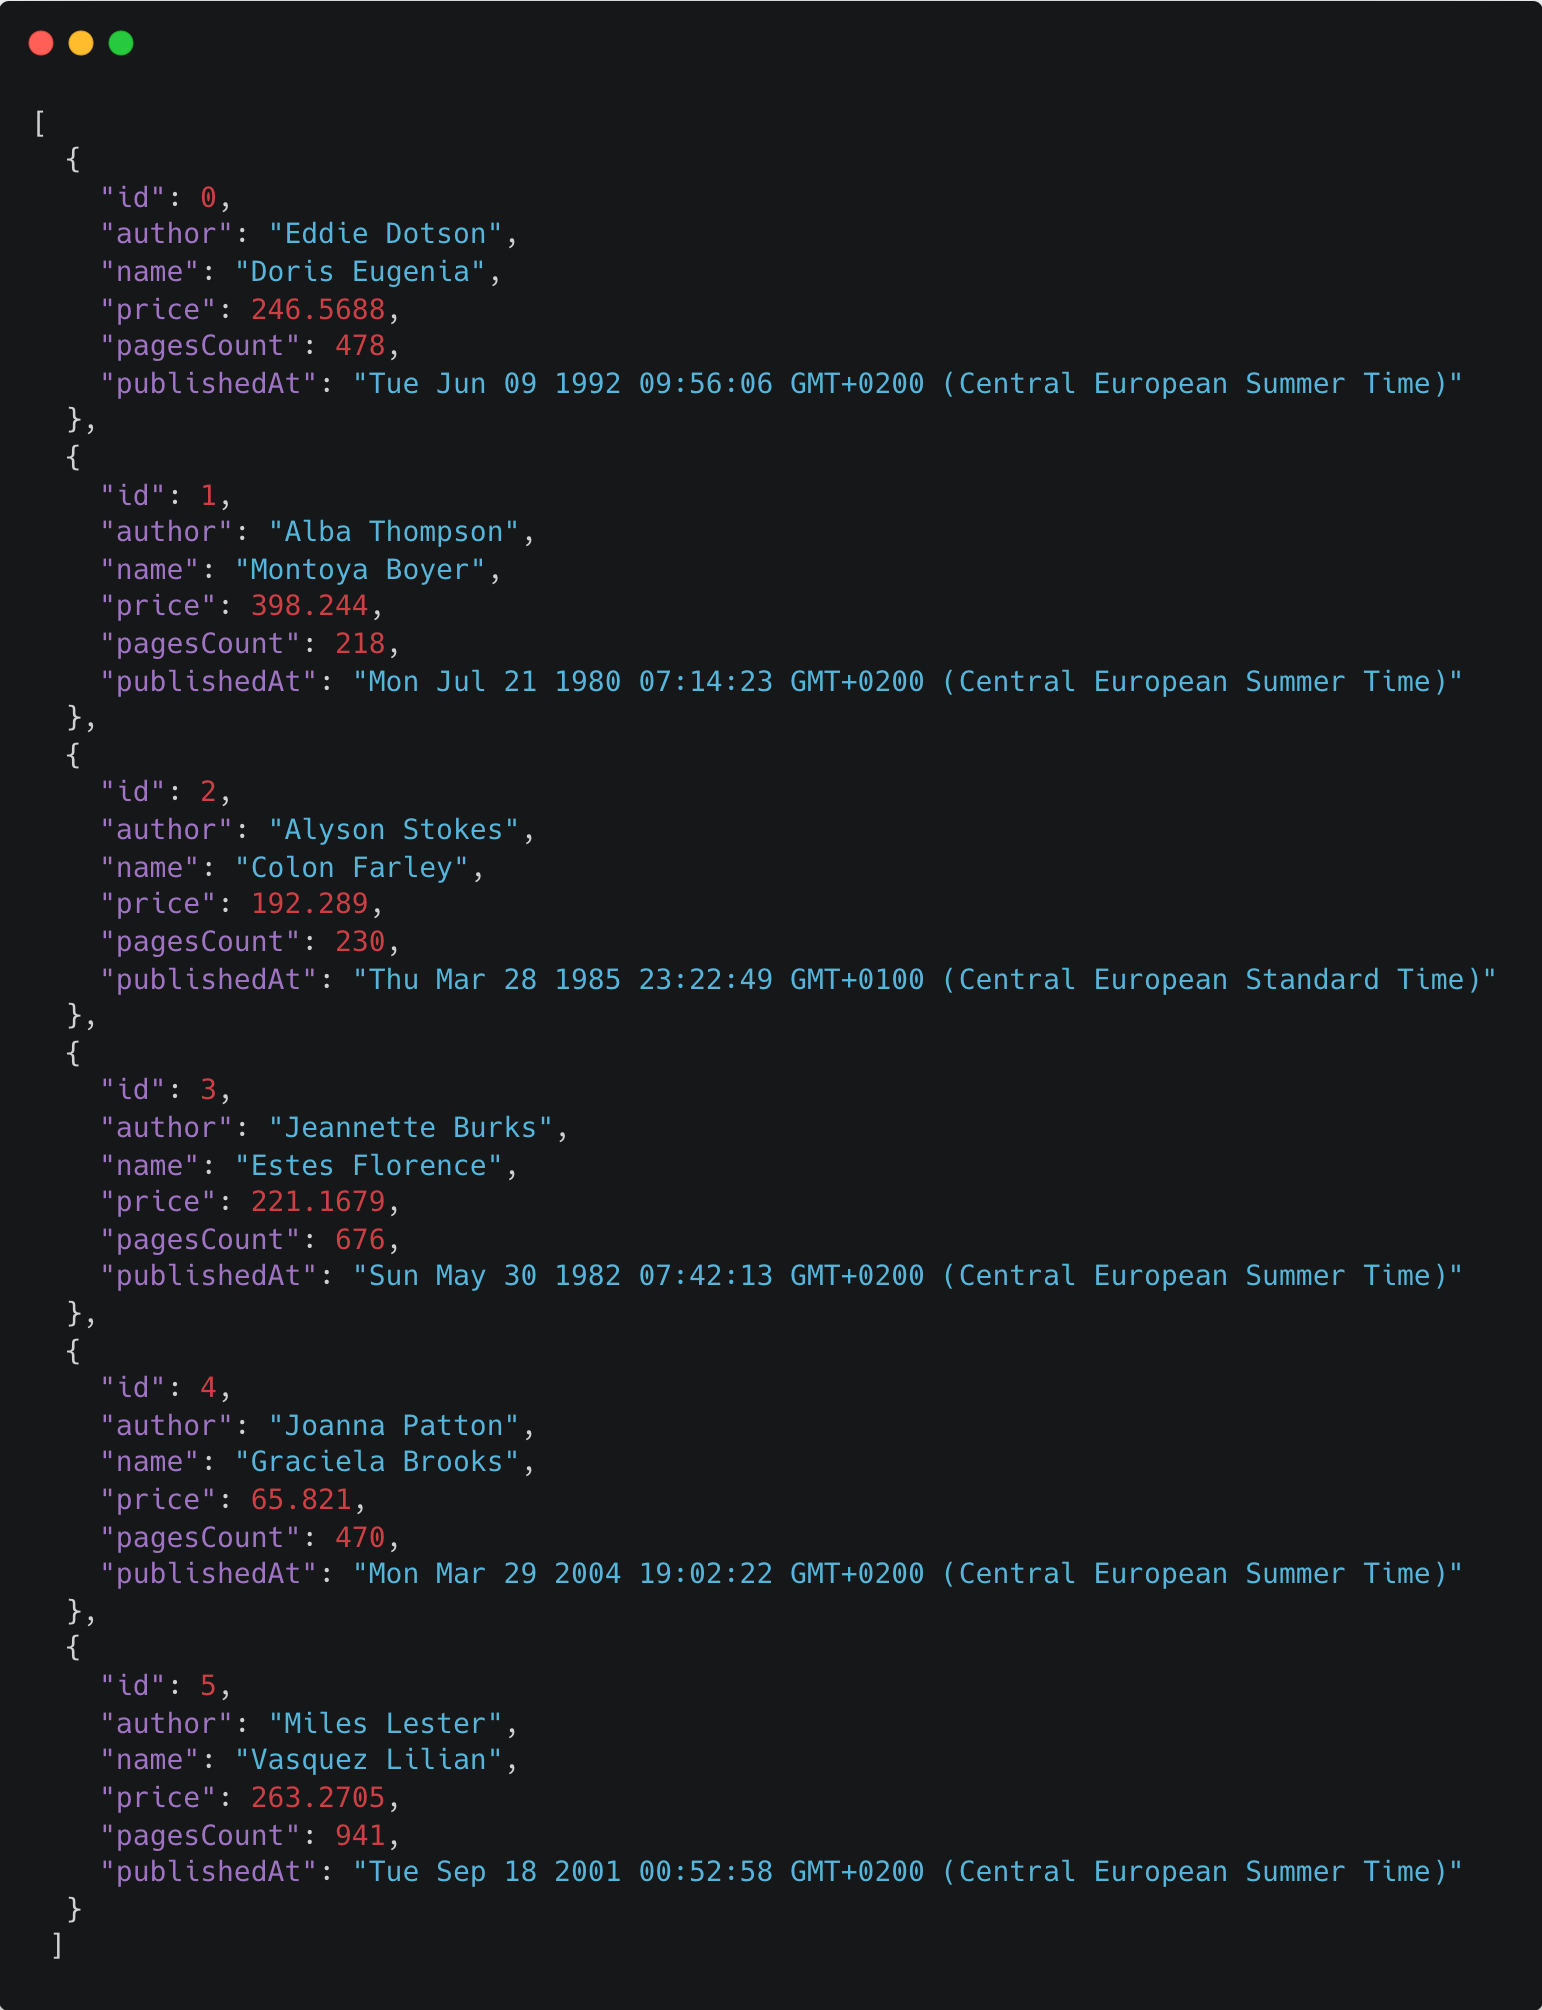 [
  {
    "id": 0,
    "author": "Eddie Dotson",
    "name": "Doris Eugenia",
    "price": 246.5688,
    "pagesCount": 478,
    "publishedAt": "Tue Jun 09 1992 09:56:06 GMT+0200 (Central European Summer Time)"
  },
  {
    "id": 1,
    "author": "Alba Thompson",
    "name": "Montoya Boyer",
    "price": 398.244,
    "pagesCount": 218,
    "publishedAt": "Mon Jul 21 1980 07:14:23 GMT+0200 (Central European Summer Time)"
  },
  {
    "id": 2,
    "author": "Alyson Stokes",
    "name": "Colon Farley",
    "price": 192.289,
    "pagesCount": 230,
    "publishedAt": "Thu Mar 28 1985 23:22:49 GMT+0100 (Central European Standard Time)"
  },
  {
    "id": 3,
    "author": "Jeannette Burks",
    "name": "Estes Florence",
    "price": 221.1679,
    "pagesCount": 676,
    "publishedAt": "Sun May 30 1982 07:42:13 GMT+0200 (Central European Summer Time)"
  },
  {
    "id": 4,
    "author": "Joanna Patton",
    "name": "Graciela Brooks",
    "price": 65.821,
    "pagesCount": 470,
    "publishedAt": "Mon Mar 29 2004 19:02:22 GMT+0200 (Central European Summer Time)"
  },
  {
    "id": 5,
    "author": "Miles Lester",
    "name": "Vasquez Lilian",
    "price": 263.2705,
    "pagesCount": 941,
    "publishedAt": "Tue Sep 18 2001 00:52:58 GMT+0200 (Central European Summer Time)"
  }
 ]